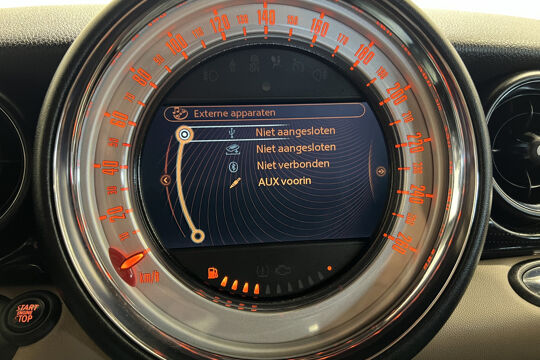 Externe apparaten
Niet aangesloten
Niet aangesloten
Niet verbonden
AUX voorin
20
40
60
80
100
120
140
160
180
200
220
240
260
km/h
START
ENGINE
STOP